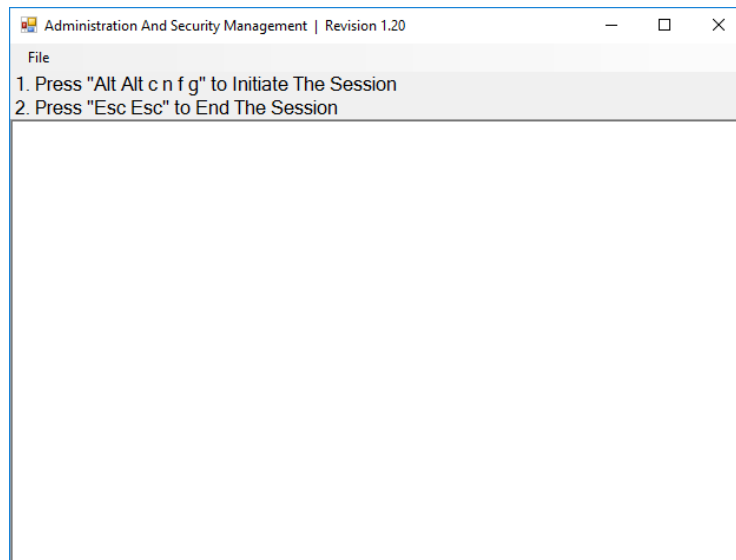 Administration And Security Management | Revision 1.20
File
1. Press "Alt Alt c n f g" to Initiate The Session
2. Press "Esc Esc" to End The Session